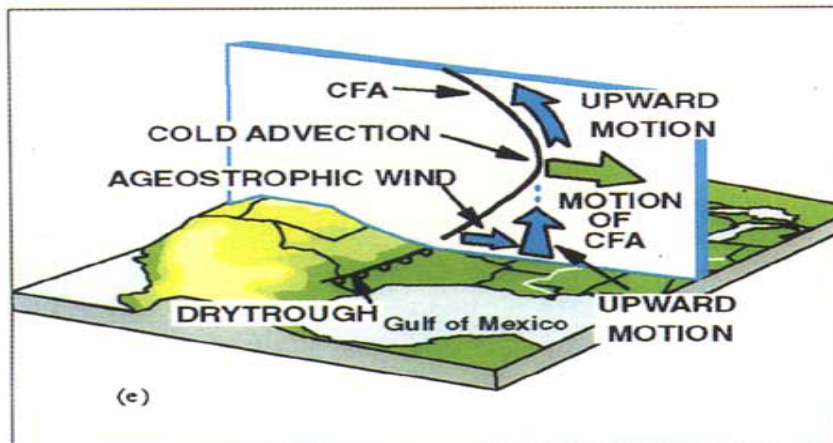 CFA
UPWARD
MOTION
COLD ADVECTION
AGEOSTROPHIC WIND
MOTION
OF
CFA
DRYTROUGH
Gulf of Mexico
UPWARD
MOTION
(e)